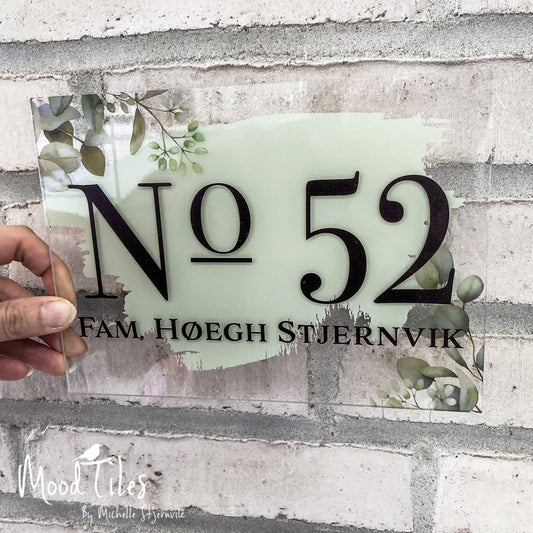 Nº 52
FAM. HØEGH STJERNVIK
Mood Tiles
By Michelle Stjernvik